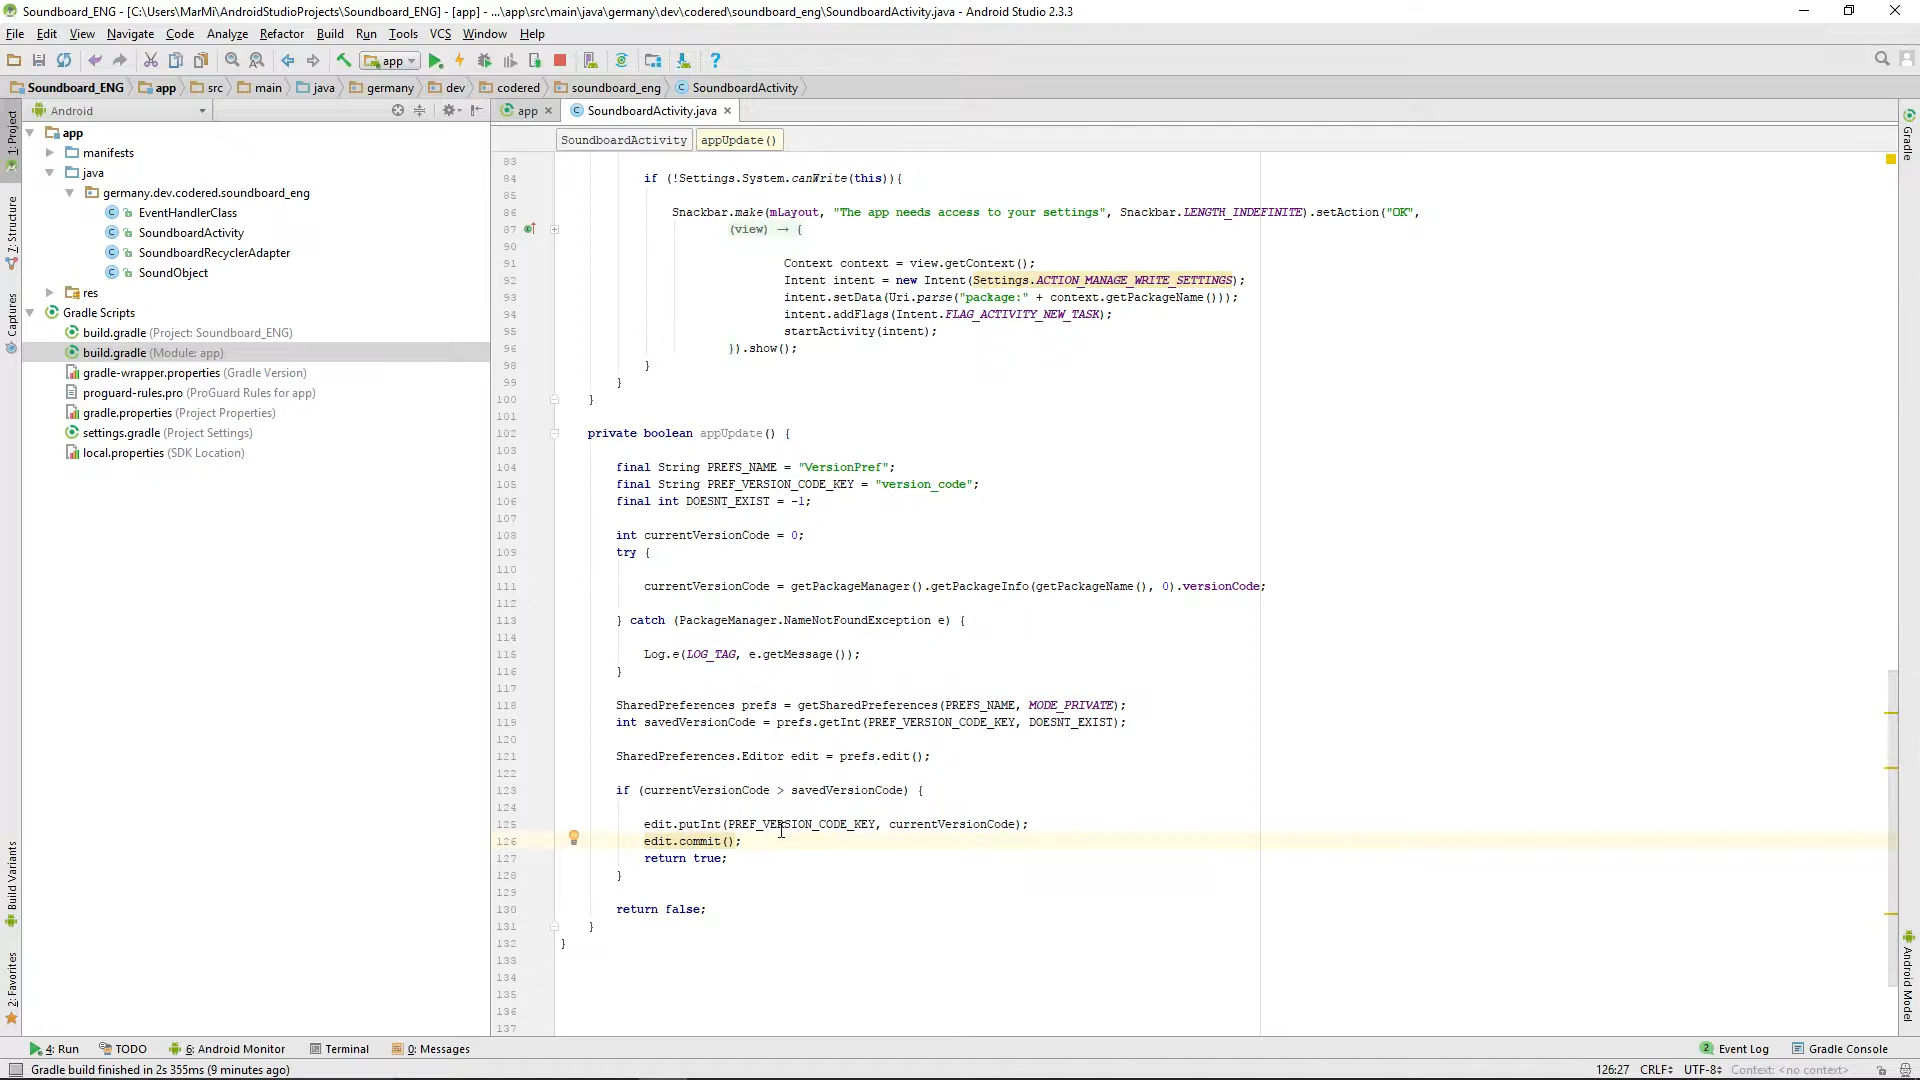 Soundboard_ENG - [C:\Users\MarMi\AndroidStudioProjects\Soundboard_ENG] - [app] - ...\app\src\main\java\germany\dev\codered\soundboard_eng\SoundboardActivity.java - Android Studio 2.3.3
File Edit View Navigate Code Analyze Refactor Build Run Tools VCS Window Help
app
Soundboard_ENG app src main java germany dev codered soundboard_eng SoundboardActivity
Android
app SoundboardActivity.java
SoundboardActivity appUpdate()
1: Project
7: Structure
Captures
Build Variants
2: Favorites
app
manifests
java
germany.dev.codered.soundboard_eng
EventHandlerClass
SoundboardActivity
SoundboardRecyclerAdapter
SoundObject
res
Gradle Scripts
build.gradle (Project: Soundboard_ENG)
build.gradle (Module: app)
gradle-wrapper.properties (Gradle Version)
proguard-rules.pro (ProGuard Rules for app)
gradle.properties (Project Properties)
settings.gradle (Project Settings)
local.properties (SDK Location)
83
84 if (!Settings.System.canWrite(this)){
85
86 Snackbar.make(mLayout, "The app needs access to your settings", Snackbar.LENGTH_INDEFINITE).setAction("OK",
87 (view) → {
90
91 Context context = view.getContext();
92 Intent intent = new Intent(Settings.ACTION_MANAGE_WRITE_SETTINGS);
93 intent.setData(Uri.parse("package:" + context.getPackageName()));
94 intent.addFlags(Intent.FLAG_ACTIVITY_NEW_TASK);
95 startActivity(intent);
96 }).show();
98 }
99 }
100 }
101
102 private boolean appUpdate() {
103
104 final String PREFS_NAME = "VersionPref";
105 final String PREF_VERSION_CODE_KEY = "version_code";
106 final int DOESNT_EXIST = -1;
107
108 int currentVersionCode = 0;
109 try {
110
111 currentVersionCode = getPackageManager().getPackageInfo(getPackageName(), 0).versionCode;
112
113 } catch (PackageManager.NameNotFoundException e) {
114
115 Log.e(LOG_TAG, e.getMessage());
116 }
117
118 SharedPreferences prefs = getSharedPreferences(PREFS_NAME, MODE_PRIVATE);
119 int savedVersionCode = prefs.getInt(PREF_VERSION_CODE_KEY, DOESNT_EXIST);
120
121 SharedPreferences.Editor edit = prefs.edit();
122
123 if (currentVersionCode > savedVersionCode) {
124
125 edit.putInt(PREF_VERSION_CODE_KEY, currentVersionCode);
126 edit.commit();
127 return true;
128 }
129
130 return false;
131 }
132 }
133
134
135
136
137
Gradle
Android Model
4: Run TODO 6: Android Monitor Terminal 0: Messages 2 Event Log Gradle Console
Gradle build finished in 2s 355ms (9 minutes ago) 126:27 CRLF UTF-8 Context: <no context>